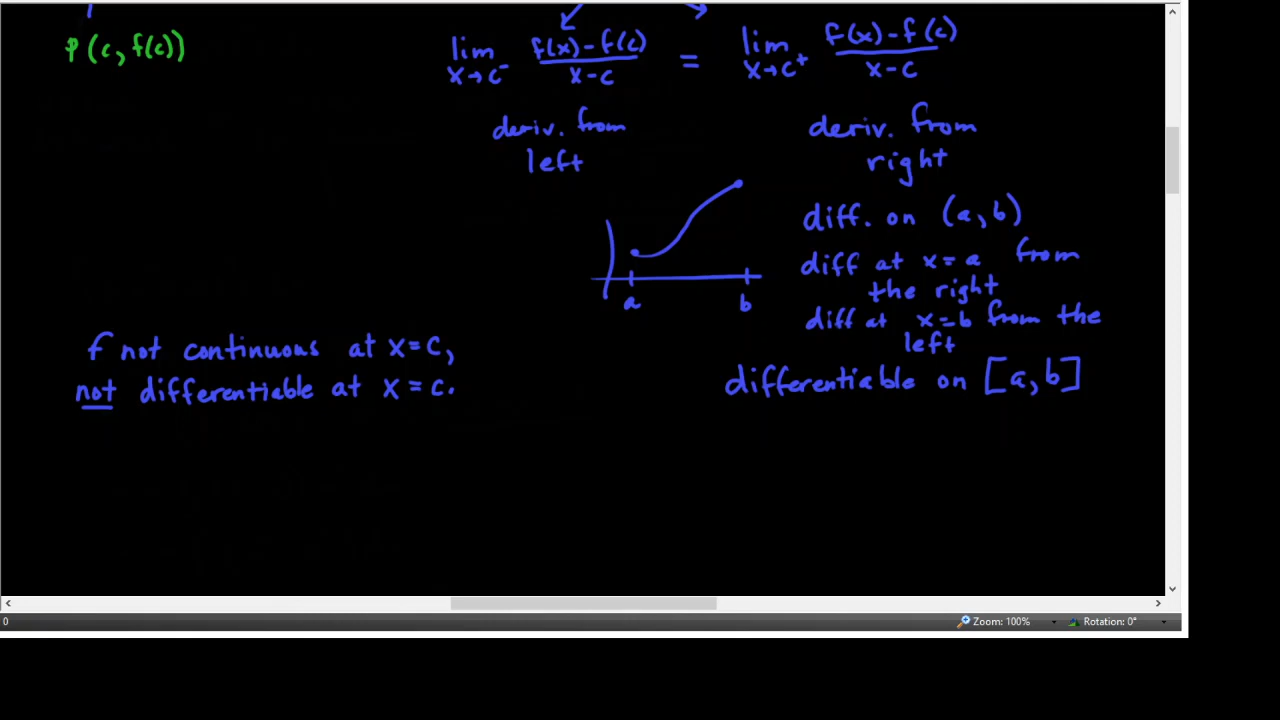 P (c, f(c))
lim x→c⁻ f(x) - f(c) / x - c = lim x→c⁺ f(x) - f(c) / x - c
deriv. from
left
deriv. from
right
diff. on (a, b)
diff at x = a from
the right
diff at x = b from the
left
a b
f not continuous at x = c,
not differentiable at x = c.
differentiable on [a, b]
0
Zoom: 100%
Rotation: 0°